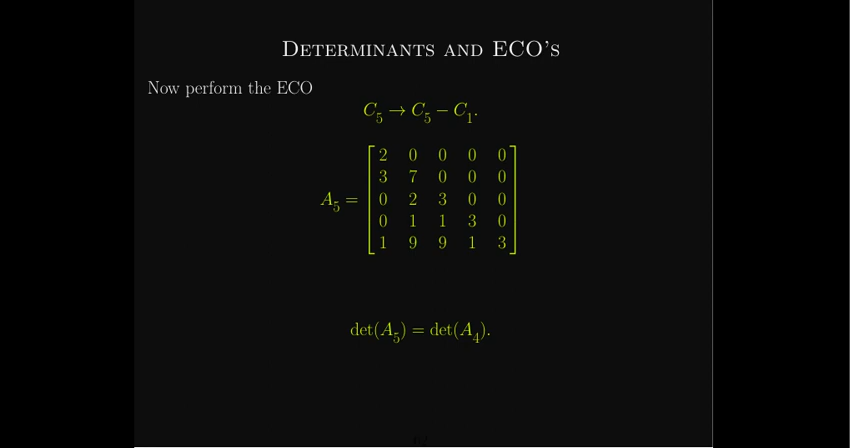 Determinants and ECO's
Now perform the ECO
C5 → C5 − C1.
A5 =
2 0 0 0 0
3 7 0 0 0
0 2 3 0 0
0 1 1 3 0
1 9 9 1 3
det(A5) = det(A4).